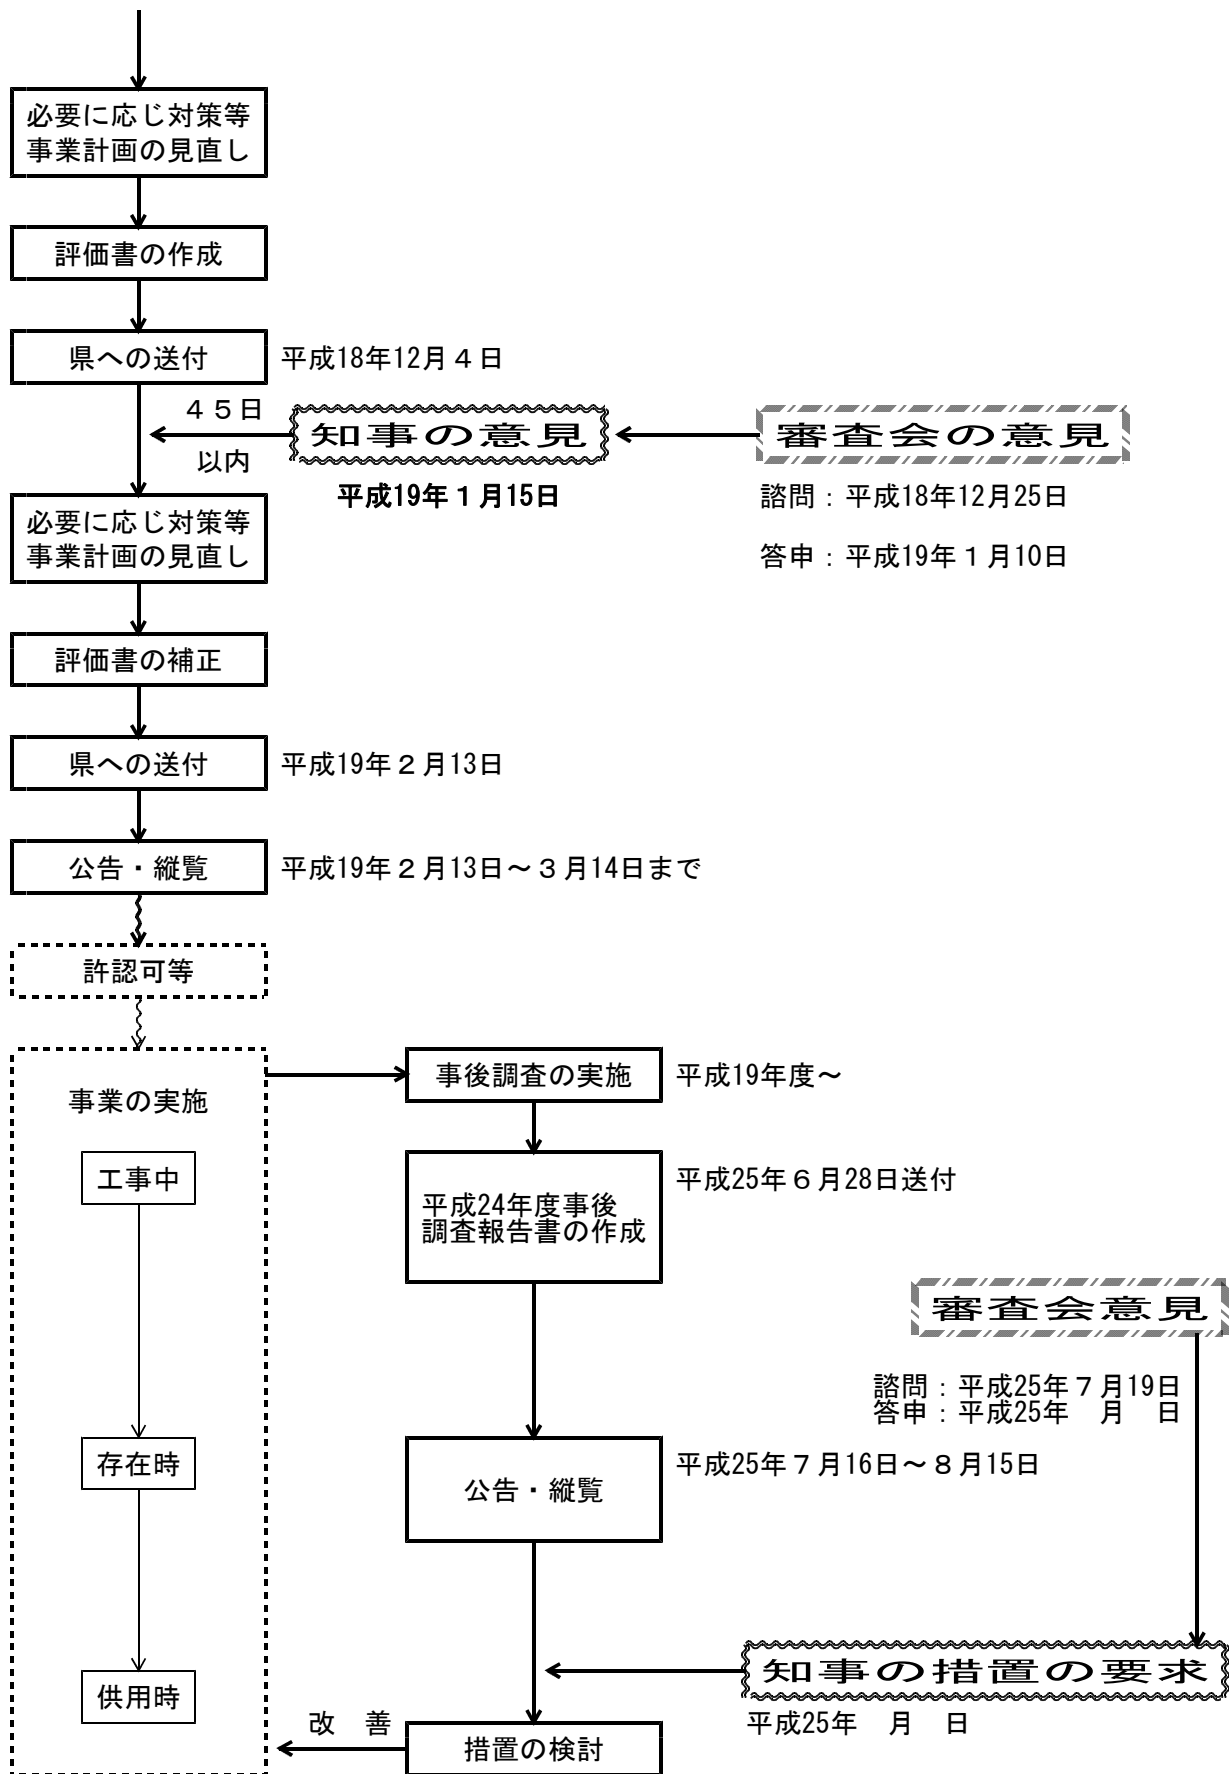 必要に応じ対策等
事業計画の見直し
評価書の作成
県への送付
平成18年12月４日
４５日
以内
知事の意見
平成19年１月15日
審査会の意見
諮問：平成18年12月25日
答申：平成19年１月10日
必要に応じ対策等
事業計画の見直し
評価書の補正
県への送付
平成19年２月13日
公告・縦覧
平成19年２月13日～３月14日まで
許認可等
事業の実施
工事中
存在時
供用時
事後調査の実施
平成19年度～
平成24年度事後
調査報告書の作成
平成25年６月28日送付
審査会意見
諮問：平成25年７月19日
答申：平成25年　月　日
公告・縦覧
平成25年７月16日～８月15日
知事の措置の要求
平成25年　月　日
改　善
措置の検討